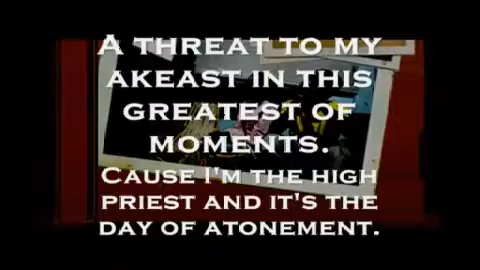 A THREAT TO MY
AKEAST IN THIS
GREATEST OF
MOMENTS.
CAUSE I'M THE HIGH
PRIEST AND IT'S THE
DAY OF ATONEMENT.